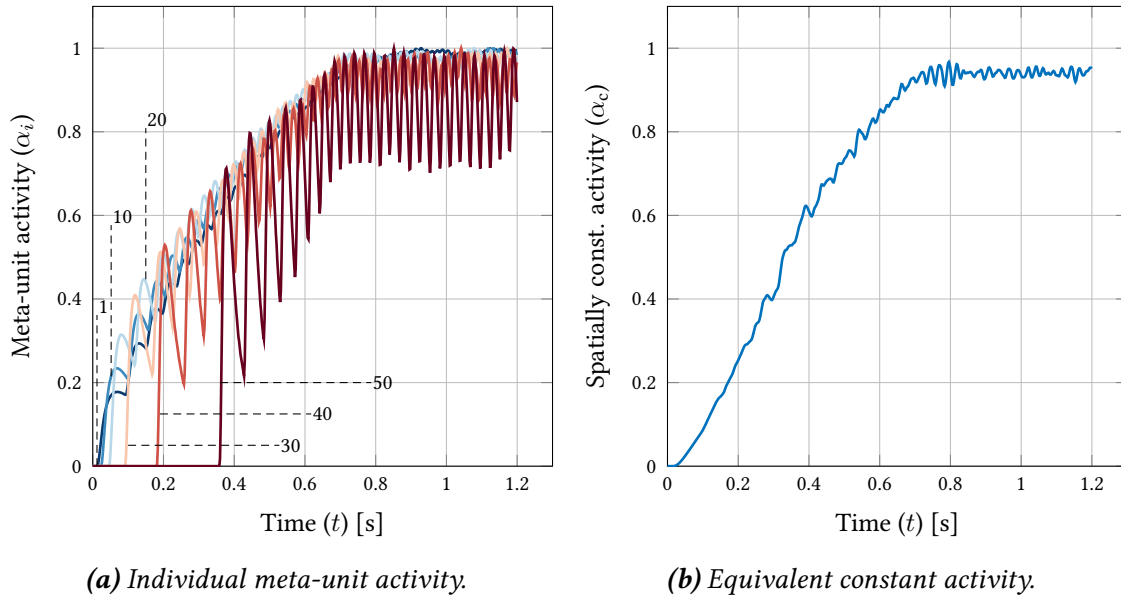 Meta-unit activity (αᵢ)
1
0.8
0.6
0.4
0.2
0
20
10
1
50
40
30
0 0.2 0.4 0.6 0.8 1 1.2
Time (t) [s]
(a) Individual meta-unit activity.
Spatially const. activity (α_c)
1
0.8
0.6
0.4
0.2
0
0 0.2 0.4 0.6 0.8 1 1.2
Time (t) [s]
(b) Equivalent constant activity.